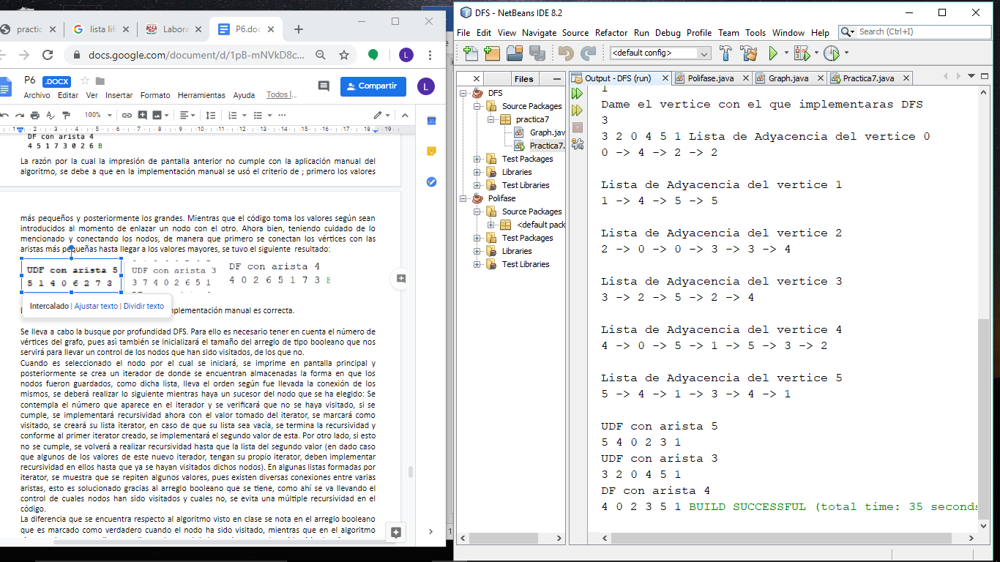 practic
lista lif
Labora
P6.doc
docs.google.com/document/d/1pB-mNVkD8c...
L
P6 .DOCX
Compartir
L
Archivo Editar Ver Insertar Formato Herramientas Ayuda Todos l...
100%
1 1 2 3 4 5 6 7 8 9 10 11 12 13 14 15 16 17 18 19
DF con arista 4
4 5 1 7 3 0 2 6 B
La razón por la cual la impresión de pantalla anterior no cumple con la aplicación manual del
algoritmo, se debe a que en la implementación manual se usó el criterio de ; primero los valores
más pequeños y posteriormente los grandes. Mientras que el código toma los valores según sean
introducidos al momento de enlazar un nodo con el otro. Ahora bien, teniendo cuidado de lo
mencionado y conectando los nodos, de manera que primero se conectan los vértices con las
aristas más pequeñas hasta llegar a los valores mayores, se tuvo el siguiente resultado:
UDF con arista 5
5 1 4 0 6 2 7 3
UDF con arista 3
3 7 4 0 2 6 5 1
DF con arista 4
4 0 2 6 5 1 7 3 E
Intercalado | Ajustar texto | Dividir texto
mplementación manual es correcta.
Se lleva a cabo la busque por profundidad DFS. Para ello es necesario tener en cuenta el número de
vértices del grafo, pues asì también se inicializará el tamaño del arreglo de tipo booleano que nos
servirá para llevar un control de los nodos que han sido visitados, de los que no.
Cuando es seleccionado el nodo por el cual se iniciará, se imprime en pantalla principal y
posteriormente se crea un iterador de donde se encuentran almacenadas la forma en que los
nodos fueron guardados, como dicha lista, lleva el orden según fue llevada la conexión de los
mismos, se deberá realizar lo siguiente mientras haya un sucesor del nodo que se ha elegido: Se
contempla el número que aparece en el iterador y se verificará que no se haya visitado, si se
cumple, se implementará recursividad ahora con el valor tomado del iterator, se marcará como
visitado, se creará su lista iterator, en caso de que su lista sea vacía, se termina la recursividad y
conforme al primer iterator creado, se implementará el segundo valor de esta. Por otro lado, si esto
no se cumple, se volverá a realizar recursividad hasta que la lista del segundo valor (en dado caso
que algunos de los valores de este nuevo iterador, tengan su propio iterator, deben implementar
recursividad en ellos hasta que ya se hayan visitados dichos nodos). En algunas listas formadas por
iterator, se muestra que se repiten algunos valores, pues existen diversas conexiones entre varias
aristas, esto es solucionado gracias al arreglo booleano que se tiene, como ahí se va llevando el
control de cuales nodos han sido visitados y cuales no, se evita una múltiple recursividad en el
código.
La diferencia que se encuentra respecto al algoritmo visto en clase se nota en el arreglo booleano
que es marcado como verdadero cuando el nodo ha sido visitado, mientras que en el algoritmo
DFS - NetBeans IDE 8.2
File Edit View Navigate Source Refactor Run Debug Profile Team Tools Window Help
Search (Ctrl+I)
<default config>
Files
DFS
Source Packages
practica7
Graph.jav
Practica7.
Test Packages
Libraries
Test Libraries
Polifase
Source Packages
<default pack
Test Packages
Libraries
Test Libraries
Output - DFS (run) Polifase.java Graph.java Practica7.java
1
Dame el vertice con el que implementaras DFS
3
3 2 0 4 5 1 Lista de Adyacencia del vertice 0
0 -> 4 -> 2 -> 2
Lista de Adyacencia del vertice 1
1 -> 4 -> 5 -> 5
Lista de Adyacencia del vertice 2
2 -> 0 -> 0 -> 3 -> 3 -> 4
Lista de Adyacencia del vertice 3
3 -> 2 -> 5 -> 2 -> 4
Lista de Adyacencia del vertice 4
4 -> 0 -> 5 -> 1 -> 5 -> 3 -> 2
Lista de Adyacencia del vertice 5
5 -> 4 -> 1 -> 3 -> 4 -> 1
UDF con arista 5
5 4 0 2 3 1
UDF con arista 3
3 2 0 4 5 1
DF con arista 4
4 0 2 3 5 1 BUILD SUCCESSFUL (total time: 35 seconds